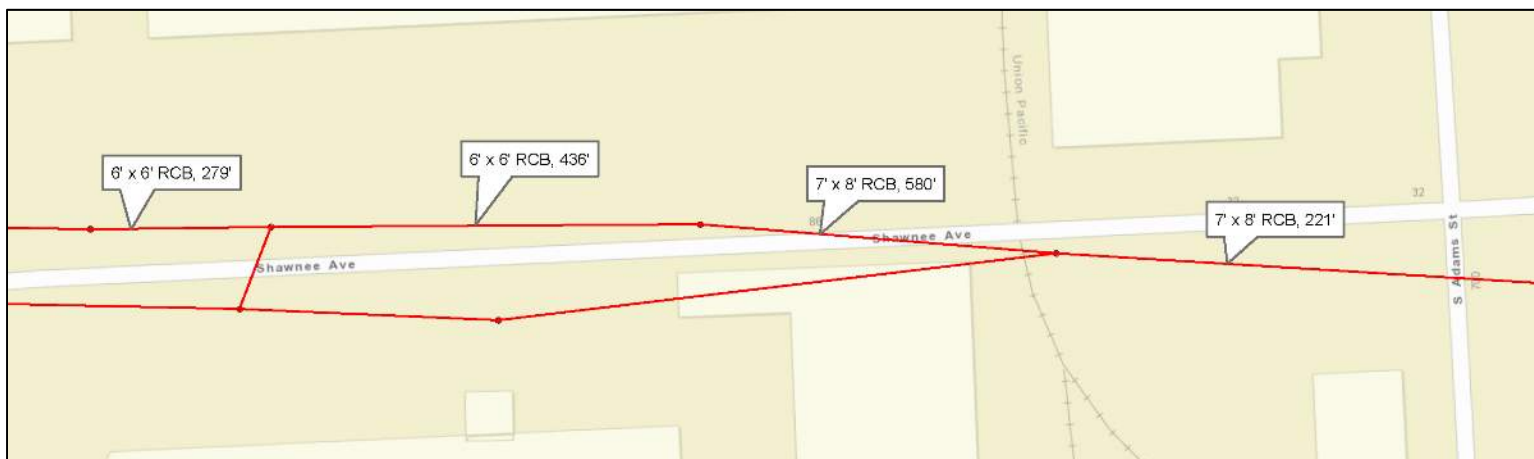 6' x 6' RCB, 279'
6' x 6' RCB, 436'
7' x 8' RCB, 580'
7' x 8' RCB, 221'
Union Pacific
32
Shawnee Ave
Shawnee Ave
S Adams St
700